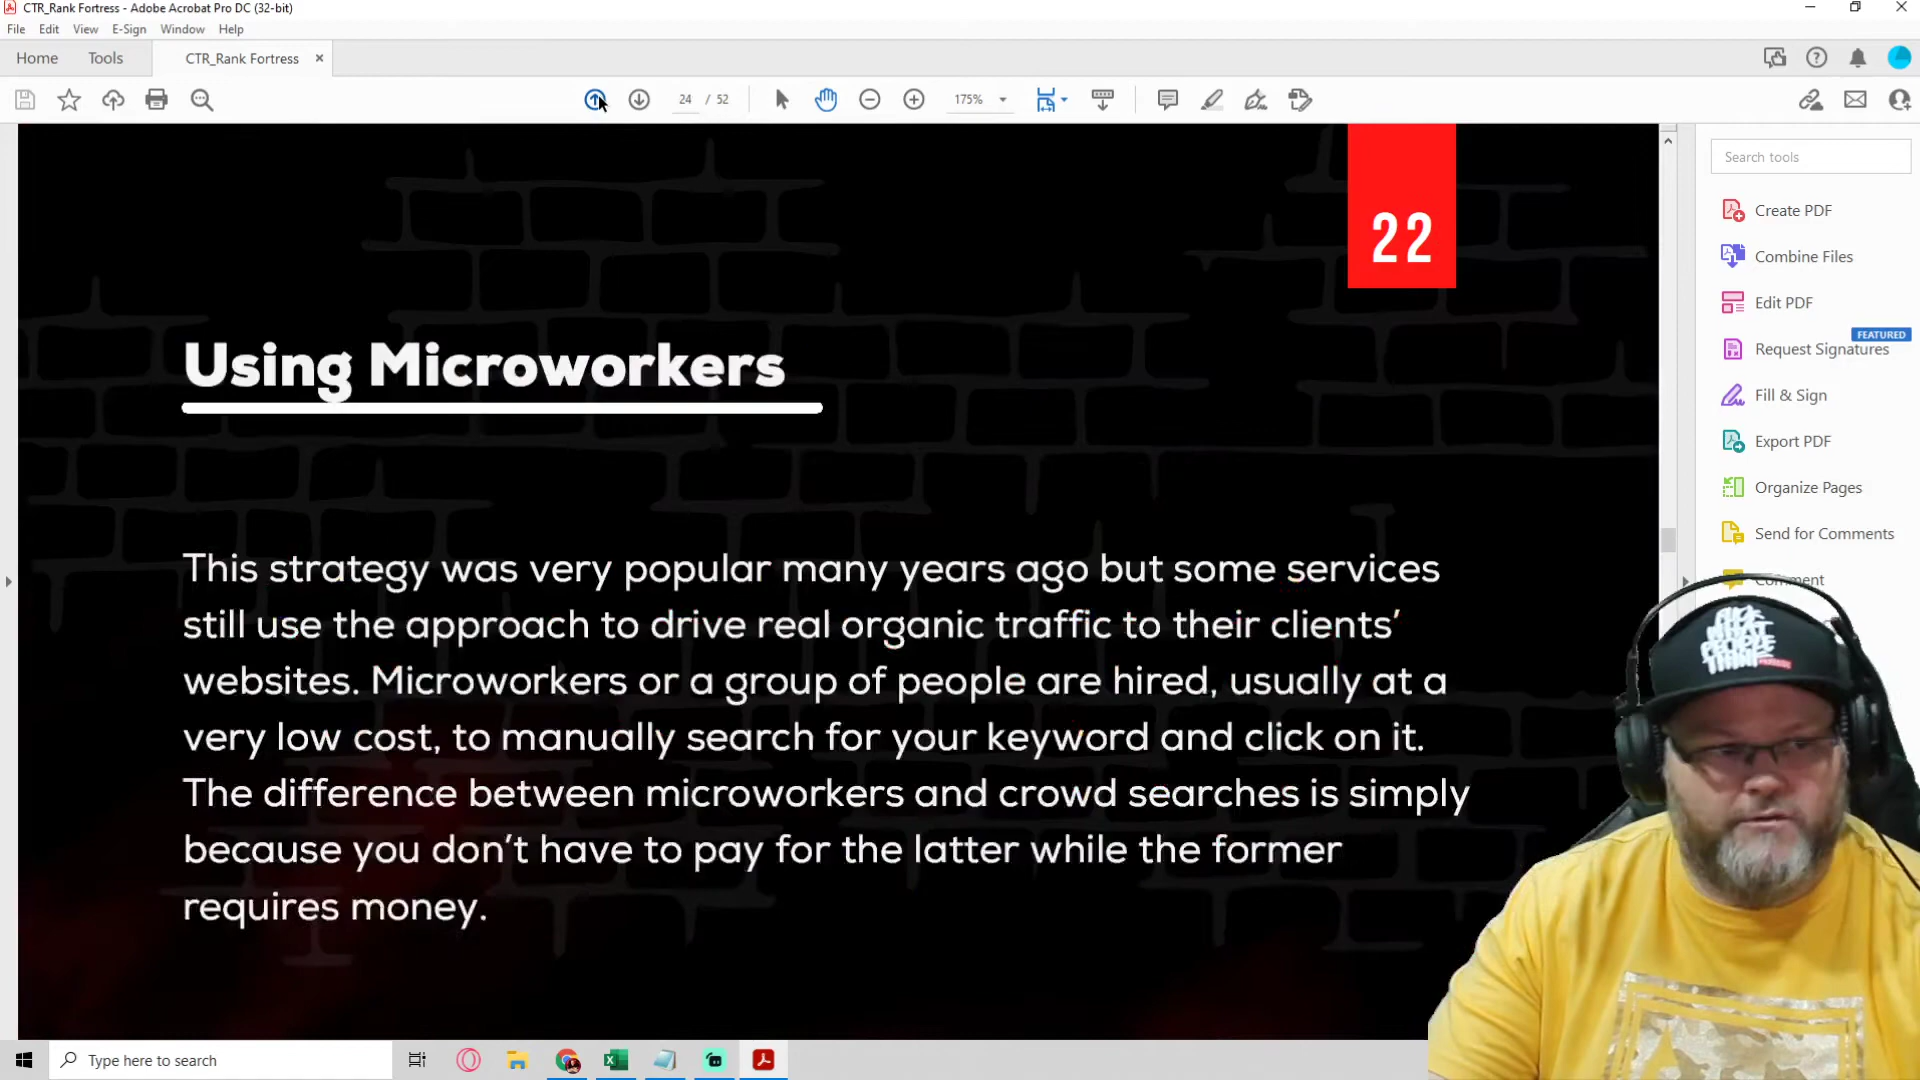 CTR_Rank Fortress - Adobe Acrobat Pro DC (32-bit)
File Edit View E-Sign Window Help
Home Tools CTR_Rank Fortress
24 / 52 175%
22
Using Microworkers
This strategy was very popular many years ago but some services
still use the approach to drive real organic traffic to their clients’
websites. Microworkers or a group of people are hired, usually at a
very low cost, to manually search for your keyword and click on it.
The difference between microworkers and crowd searches is simply
because you don’t have to pay for the latter while the former
requires money.
Search tools
Create PDF
Combine Files
Edit PDF
FEATURED
Request Signatures
Fill & Sign
Export PDF
Organize Pages
Send for Comments
Comment
WHAT
PEOPLE
THINK
Type here to search